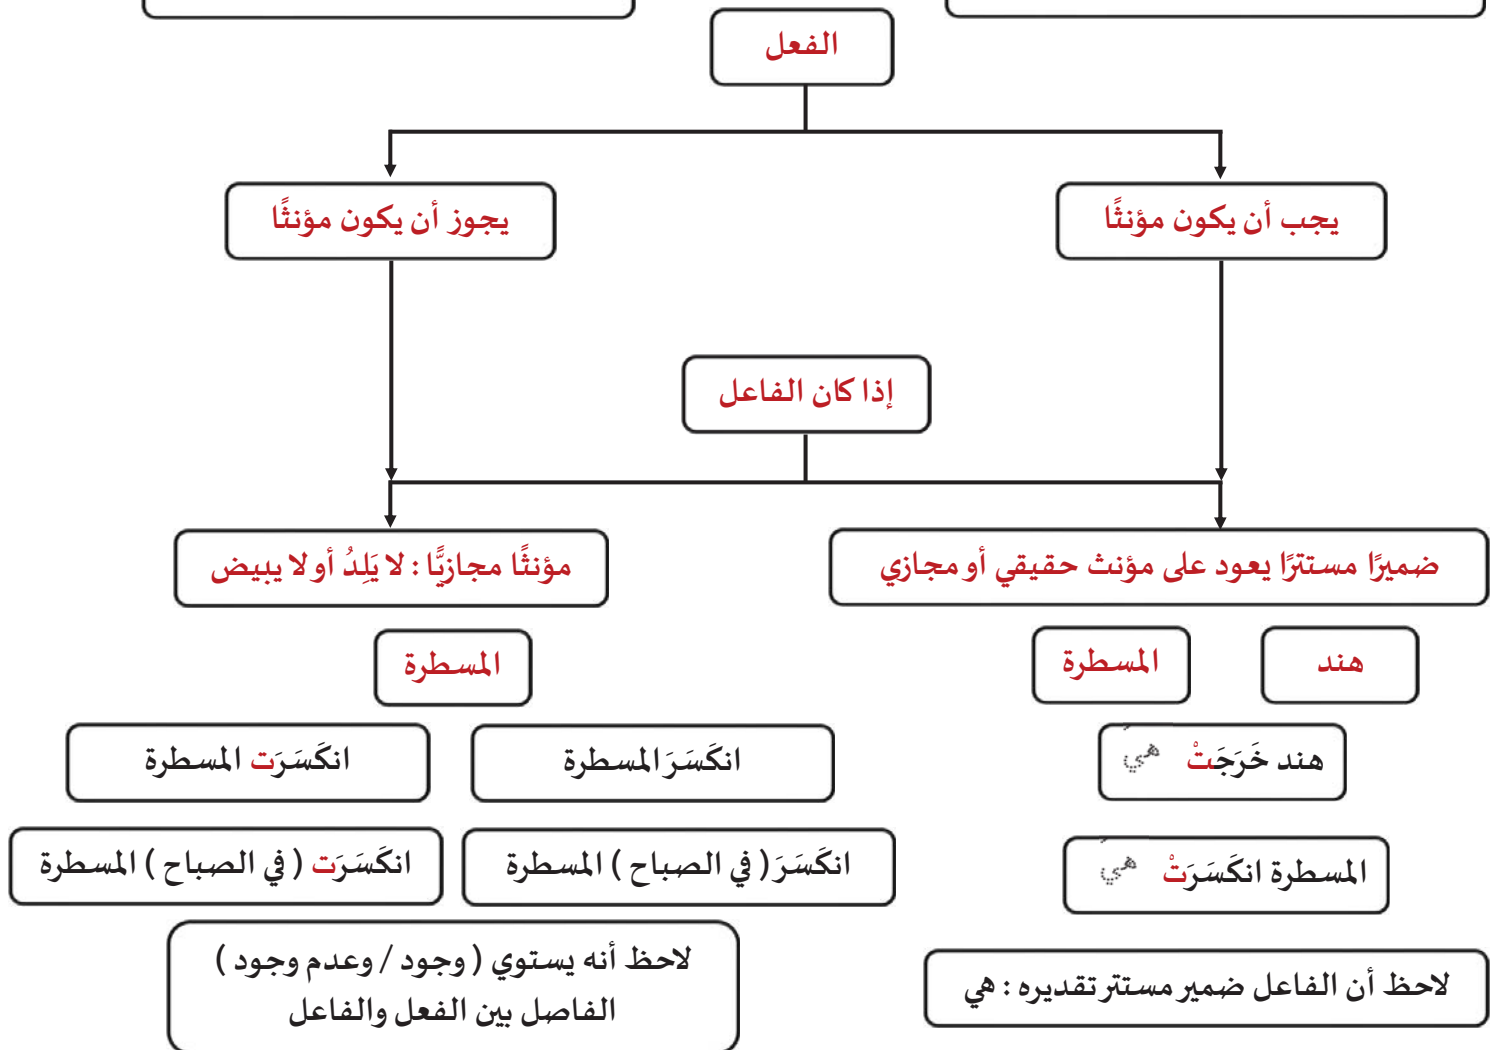 الفعل
يجب أن يكون مؤنثًا
يجوز أن يكون مؤنثًا
إذا كان الفاعل
ضميرًا مستترًا يعود على مؤنث حقيقي أو مجازي
مؤنثًا مجازيًّا : لا يَلِدُ أو لا يبيض
هند
المسطرة
المسطرة
هند خَرَجَتْ هي
انكَسَرَ المسطرة
انكَسَرَت المسطرة
المسطرة انكَسَرَتْ هي
انكَسَرَ ( في الصباح ) المسطرة
انكَسَرَت ( في الصباح ) المسطرة
لاحظ أن الفاعل ضمير مستتر تقديره : هي
لاحظ أنه يستوي ( وجود / وعدم وجود )
الفاصل بين الفعل والفاعل